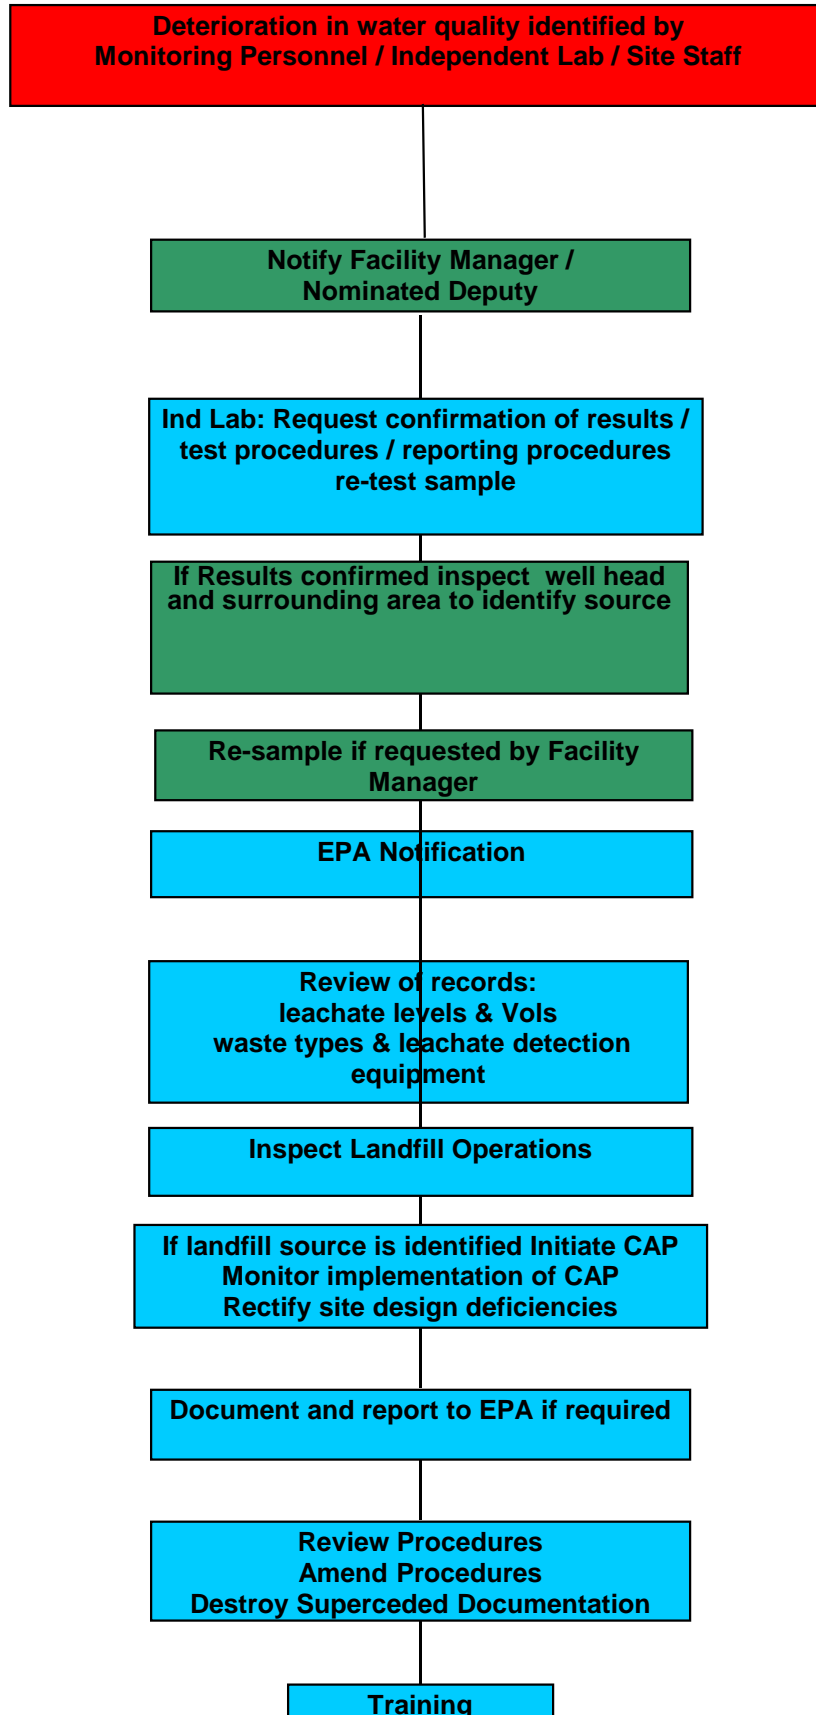 Deterioration in water quality identified by
Monitoring Personnel / Independent Lab / Site Staff
Notify Facility Manager /
Nominated Deputy
Ind Lab: Request confirmation of results /
test procedures / reporting procedures
re-test sample
If Results confirmed inspect well head
and surrounding area to identify source
Re-sample if requested by Facility
Manager
EPA Notification
Review of records:
leachate levels & Vols
waste types & leachate detection
equipment
Inspect Landfill Operations
If landfill source is identified Initiate CAP
Monitor implementation of CAP
Rectify site design deficiencies
Document and report to EPA if required
Review Procedures
Amend Procedures
Destroy Superceded Documentation
Training